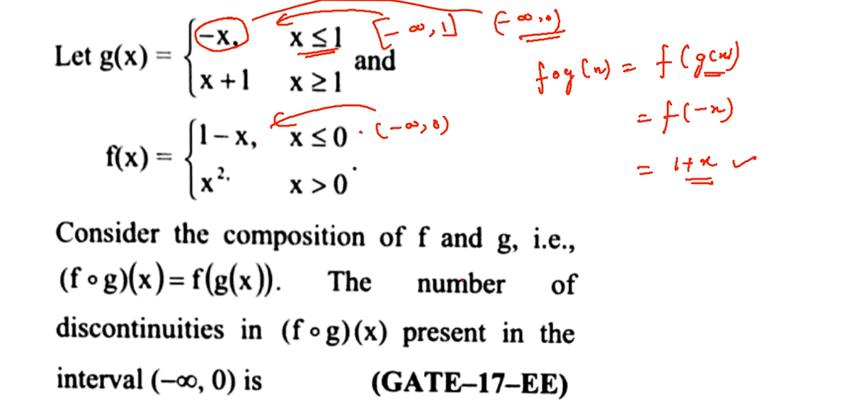 Let g(x) = { -x, x ≤ 1 [-∞, 1] (-∞, 0)
x + 1 x ≥ 1 and
fog(x) = f(g(x))
= f(-x)
= 1+x ✓
f(x) = { 1 – x, x ≤ 0 . (-∞, 0)
x². x > 0 .
Consider the composition of f and g, i.e.,
(f ∘ g)(x) = f(g(x)). The number of
discontinuities in (f ∘ g)(x) present in the
interval (–∞, 0) is (GATE–17–EE)